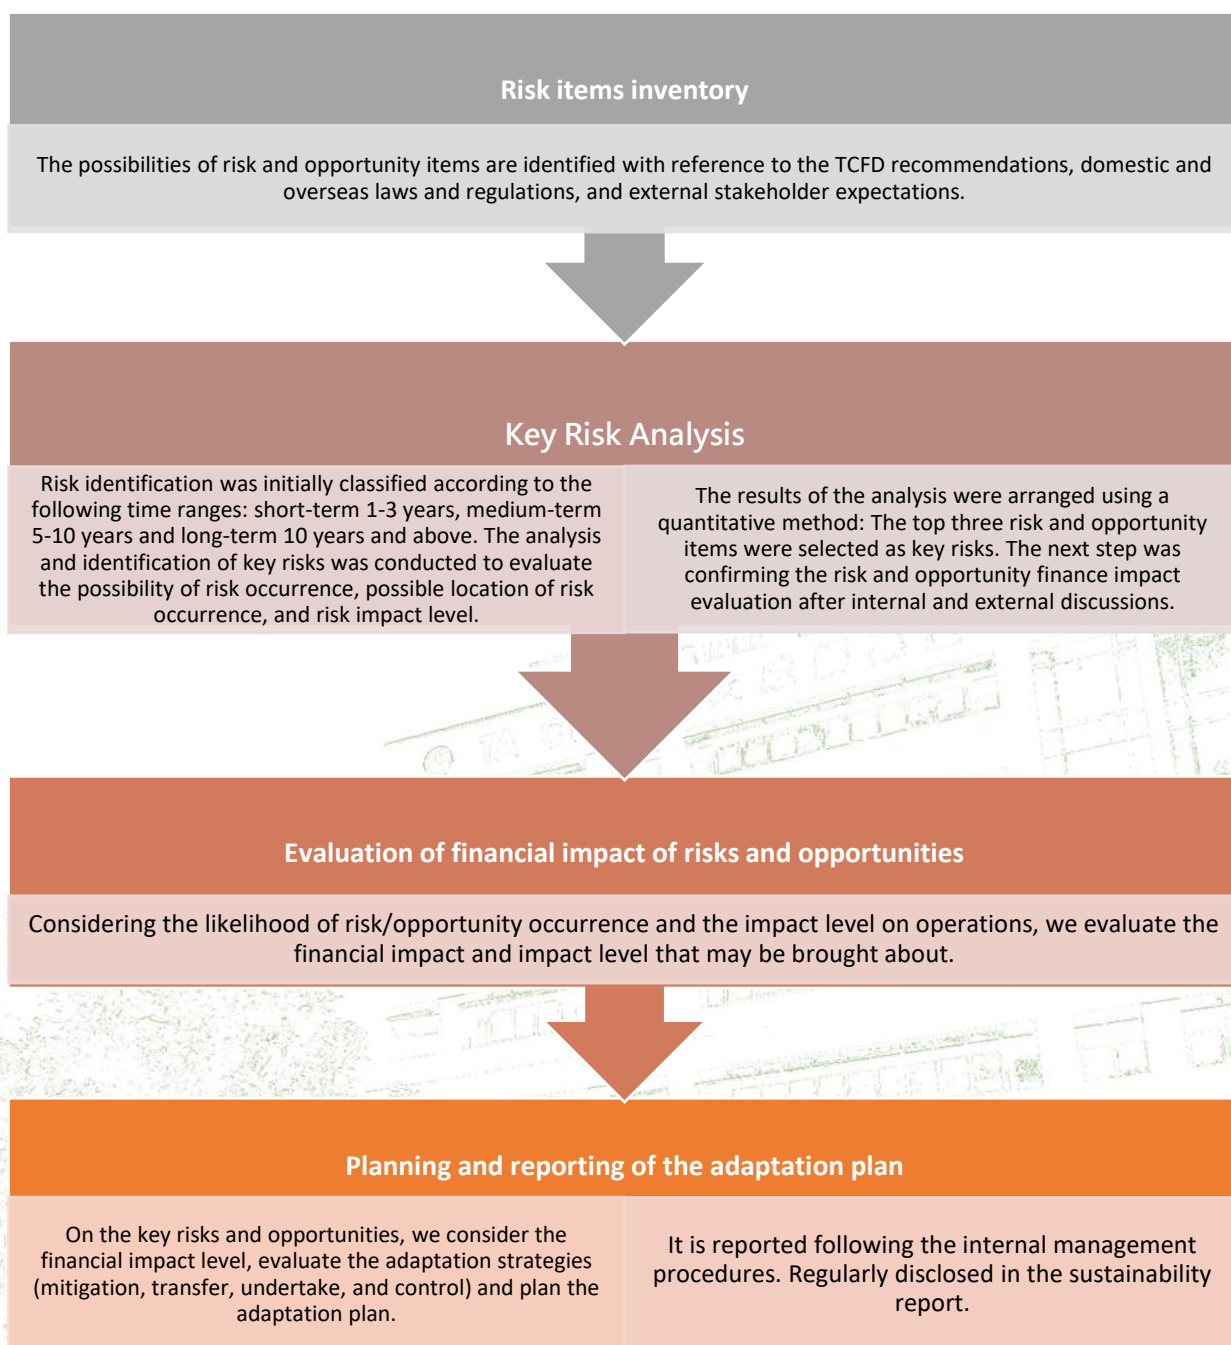 Risk items inventory
The possibilities of risk and opportunity items are identified with reference to the TCFD recommendations, domestic and
overseas laws and regulations, and external stakeholder expectations.
Key Risk Analysis
Risk identification was initially classified according to the
following time ranges: short-term 1-3 years, medium-term
5-10 years and long-term 10 years and above. The analysis
and identification of key risks was conducted to evaluate
the possibility of risk occurrence, possible location of risk
occurrence, and risk impact level.
The results of the analysis were arranged using a
quantitative method: The top three risk and opportunity
items were selected as key risks. The next step was
confirming the risk and opportunity finance impact
evaluation after internal and external discussions.
Evaluation of financial impact of risks and opportunities
Considering the likelihood of risk/opportunity occurrence and the impact level on operations, we evaluate the
financial impact and impact level that may be brought about.
Planning and reporting of the adaptation plan
On the key risks and opportunities, we consider the
financial impact level, evaluate the adaptation strategies
(mitigation, transfer, undertake, and control) and plan the
adaptation plan.
It is reported following the internal management
procedures. Regularly disclosed in the sustainability
report.